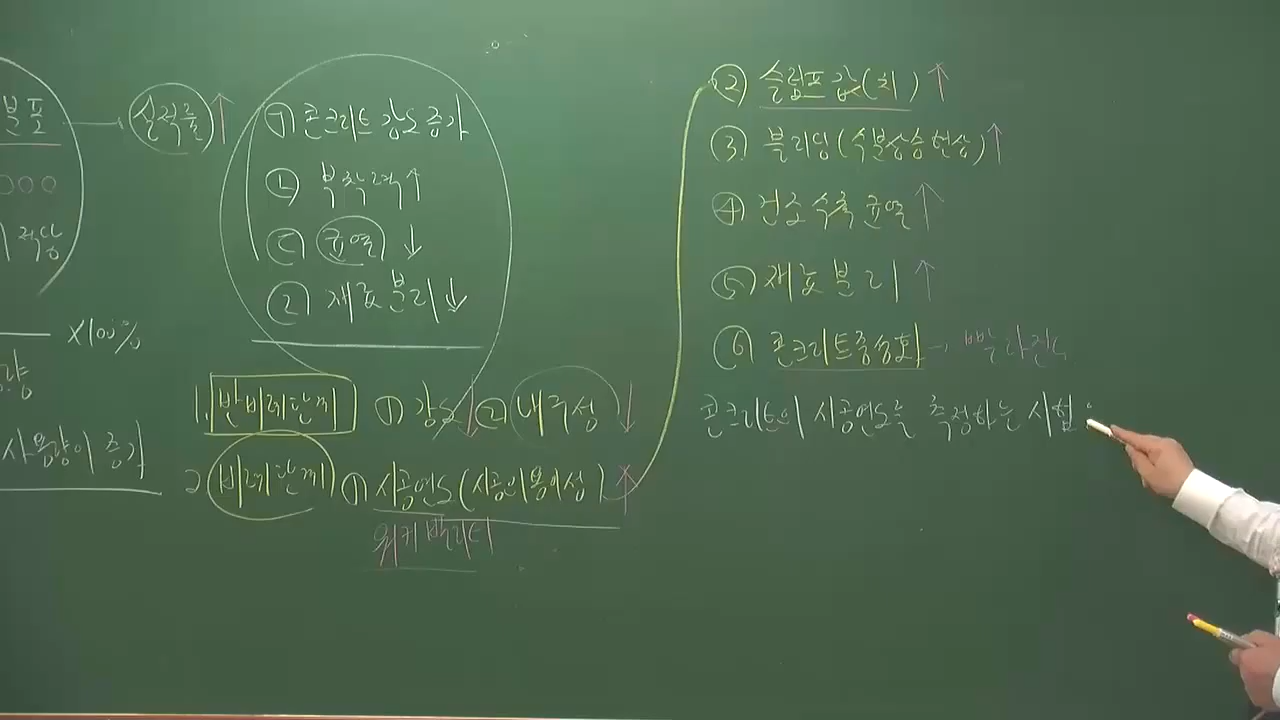 분포
실적률 ↑
○○○
적당
X100%
사용량이 증가
㉠ 콘크리트 강도 증가
㉡ 부착력 ↑
㉢ 균열 ↓
㉣ 재료 분리 ↓
1. 반비례관계 ① 강도 ↓ ② 내구성 ↓
2 비례관계 ① 시공연도 (시공의 용이성) ↑
워커빌리티
② 슬럼프 값(치) ↑
③ 블리딩 (수분상승현상) ↑
④ 건조수축 균열 ↑
⑤ 재료 분리 ↑
⑥ 콘크리트중성화 → 빨라진다
콘크리트의 시공연도를 측정하는 시험